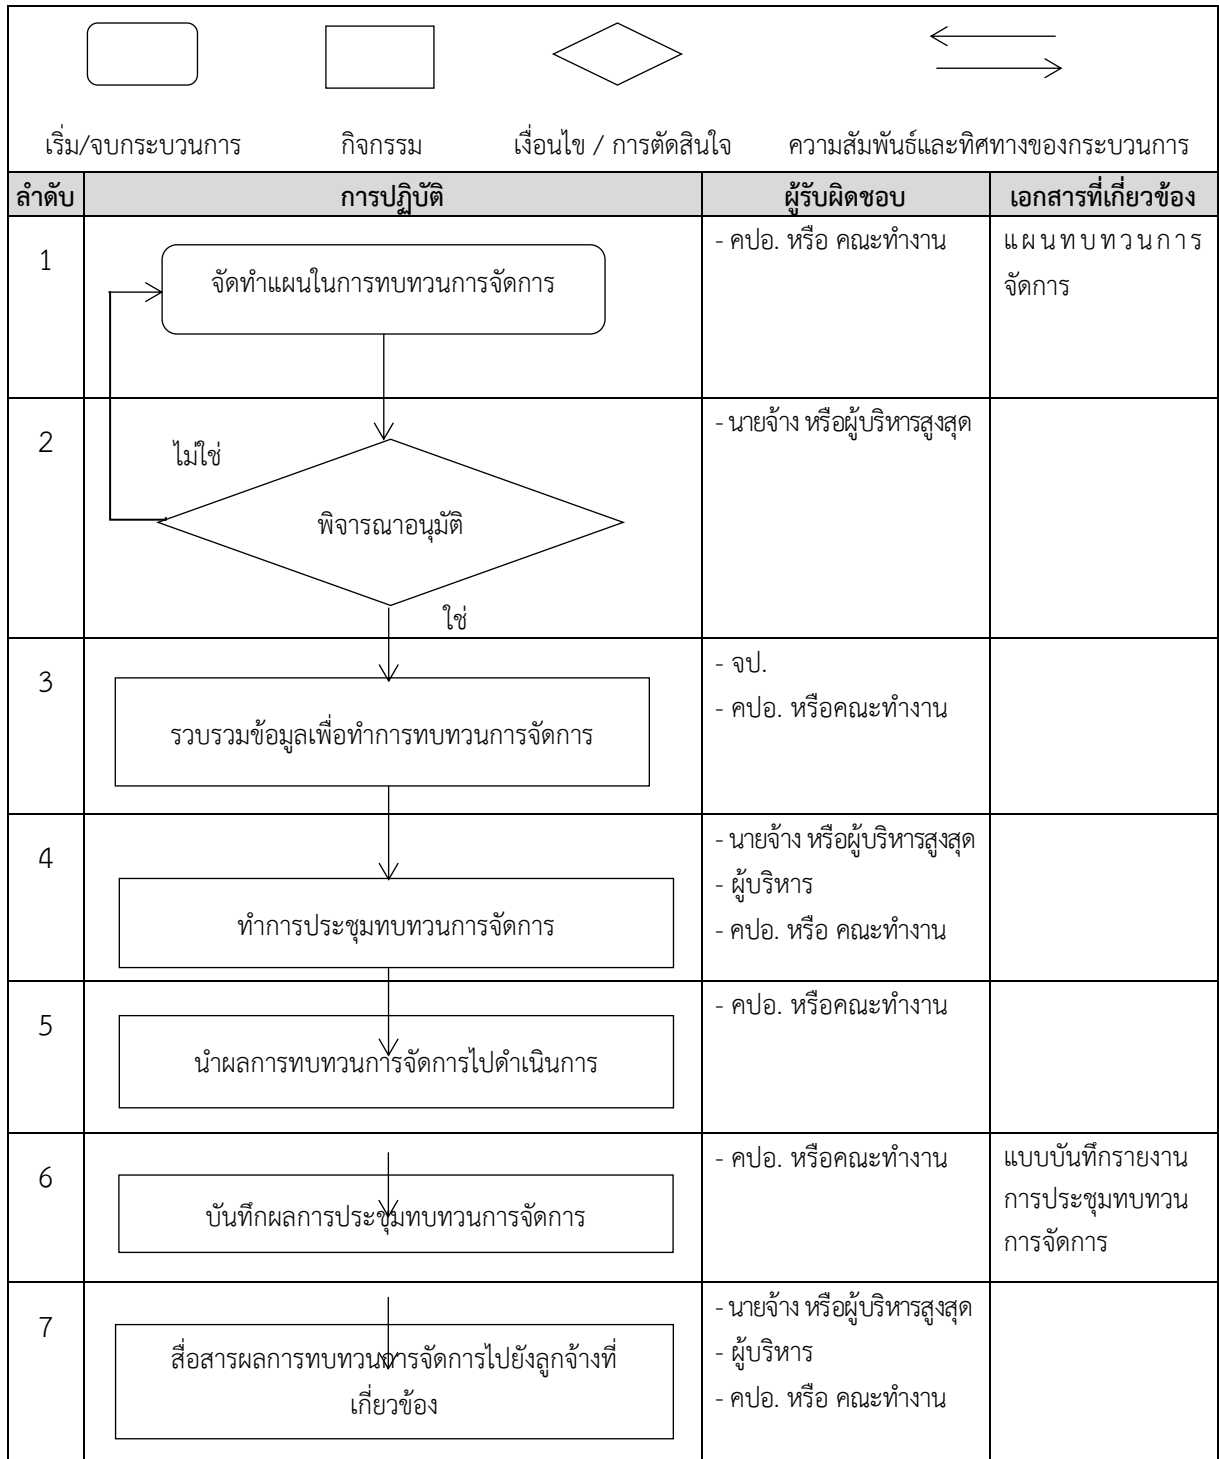 เริ่ม/จบกระบวนการ กิจกรรม เงื่อนไข / การตัดสินใจ ความสัมพันธ์และทิศทางของกระบวนการ
ลำดับ การปฏิบัติ ผู้รับผิดชอบ เอกสารที่เกี่ยวข้อง
1
จัดทำแผนในการทบทวนการจัดการ
- คปอ. หรือ คณะทำงาน
แผนทบทวนการ
จัดการ
2
ไม่ใช่
พิจารณาอนุมัติ
ใช่
- นายจ้าง หรือผู้บริหารสูงสุด
3
รวบรวมข้อมูลเพื่อทำการทบทวนการจัดการ
- จป.
- คปอ. หรือคณะทำงาน
4
ทำการประชุมทบทวนการจัดการ
- นายจ้าง หรือผู้บริหารสูงสุด
- ผู้บริหาร
- คปอ. หรือ คณะทำงาน
5
นำผลการทบทวนการจัดการไปดำเนินการ
- คปอ. หรือคณะทำงาน
6
บันทึกผลการประชุมทบทวนการจัดการ
- คปอ. หรือคณะทำงาน
แบบบันทึกรายงาน
การประชุมทบทวน
การจัดการ
7
สื่อสารผลการทบทวนการจัดการไปยังลูกจ้างที่
เกี่ยวข้อง
- นายจ้าง หรือผู้บริหารสูงสุด
- ผู้บริหาร
- คปอ. หรือ คณะทำงาน